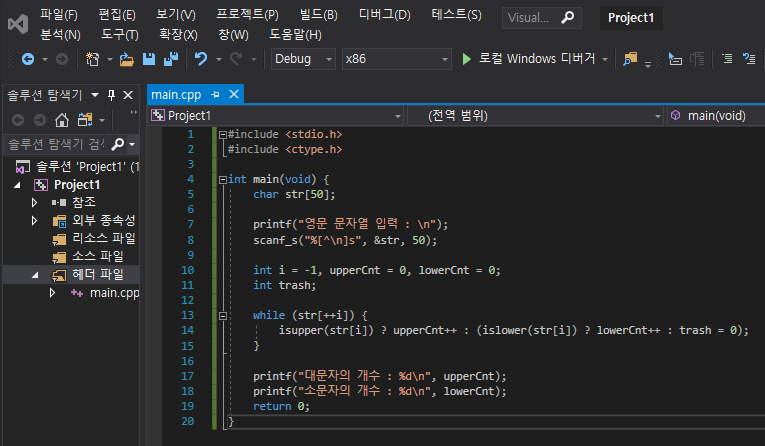 파일(F) 편집(E) 보기(V) 프로젝트(P) 빌드(B) 디버그(D) 테스트(S) Visual... Project1
분석(N) 도구(T) 확장(X) 창(W) 도움말(H)
Debug x86 로컬 Windows 디버거
솔루션 탐색기
main.cpp
Project1 (전역 범위) main(void)
솔루션 탐색기 검색
솔루션 'Project1' (1
Project1
참조
외부 종속성
리소스 파일
소스 파일
헤더 파일
main.cpp
1 #include <stdio.h>
2 #include <ctype.h>
3
4 int main(void) {
5 char str[50];
6
7 printf("영문 문자열 입력 : \n");
8 scanf_s("%[^\n]s", &str, 50);
9
10 int i = -1, upperCnt = 0, lowerCnt = 0;
11 int trash;
12
13 while (str[++i]) {
14 isupper(str[i]) ? upperCnt++ : (islower(str[i]) ? lowerCnt++ : trash = 0);
15 }
16
17 printf("대문자의 개수 : %d\n", upperCnt);
18 printf("소문자의 개수 : %d\n", lowerCnt);
19 return 0;
20 }